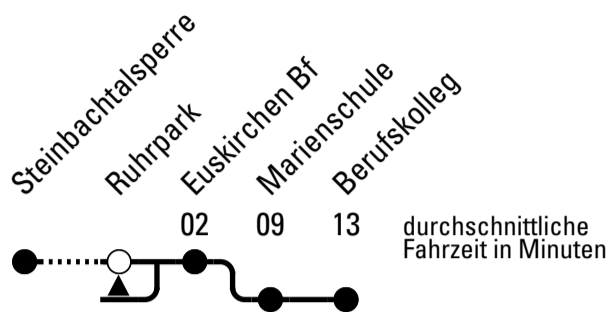 Steinbachtalsperre
Ruhrpark
Euskirchen Bf
Marienschule
Berufskolleg
02 09 13
durchschnittliche
Fahrzeit in Minuten